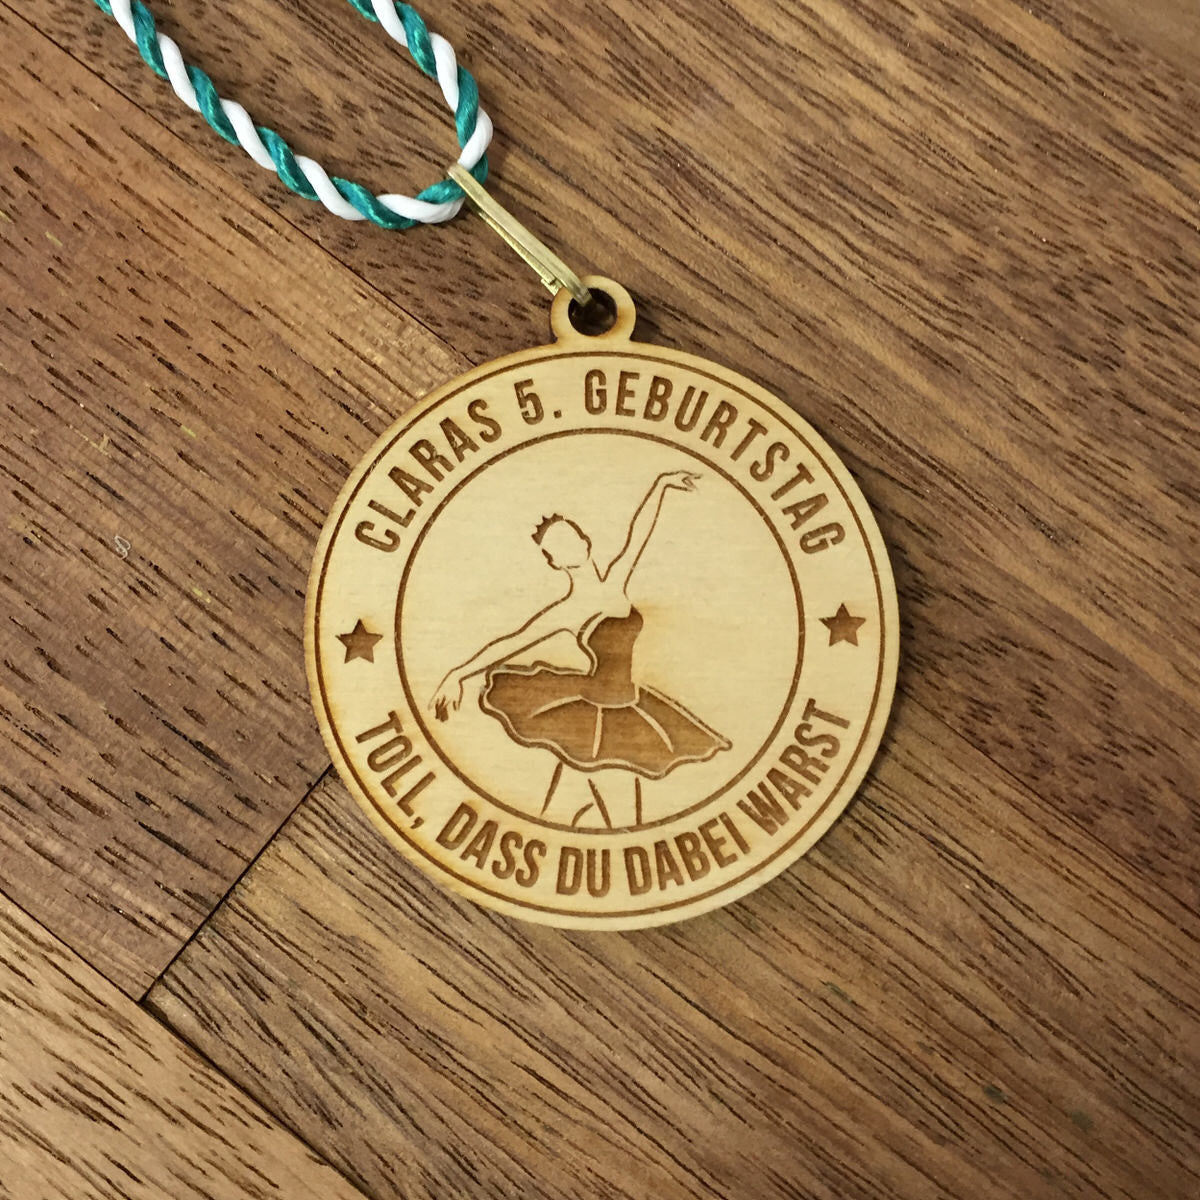 CLARAS 5. GEBURTSTAG
TOLL, DASS DU DABEI WARST